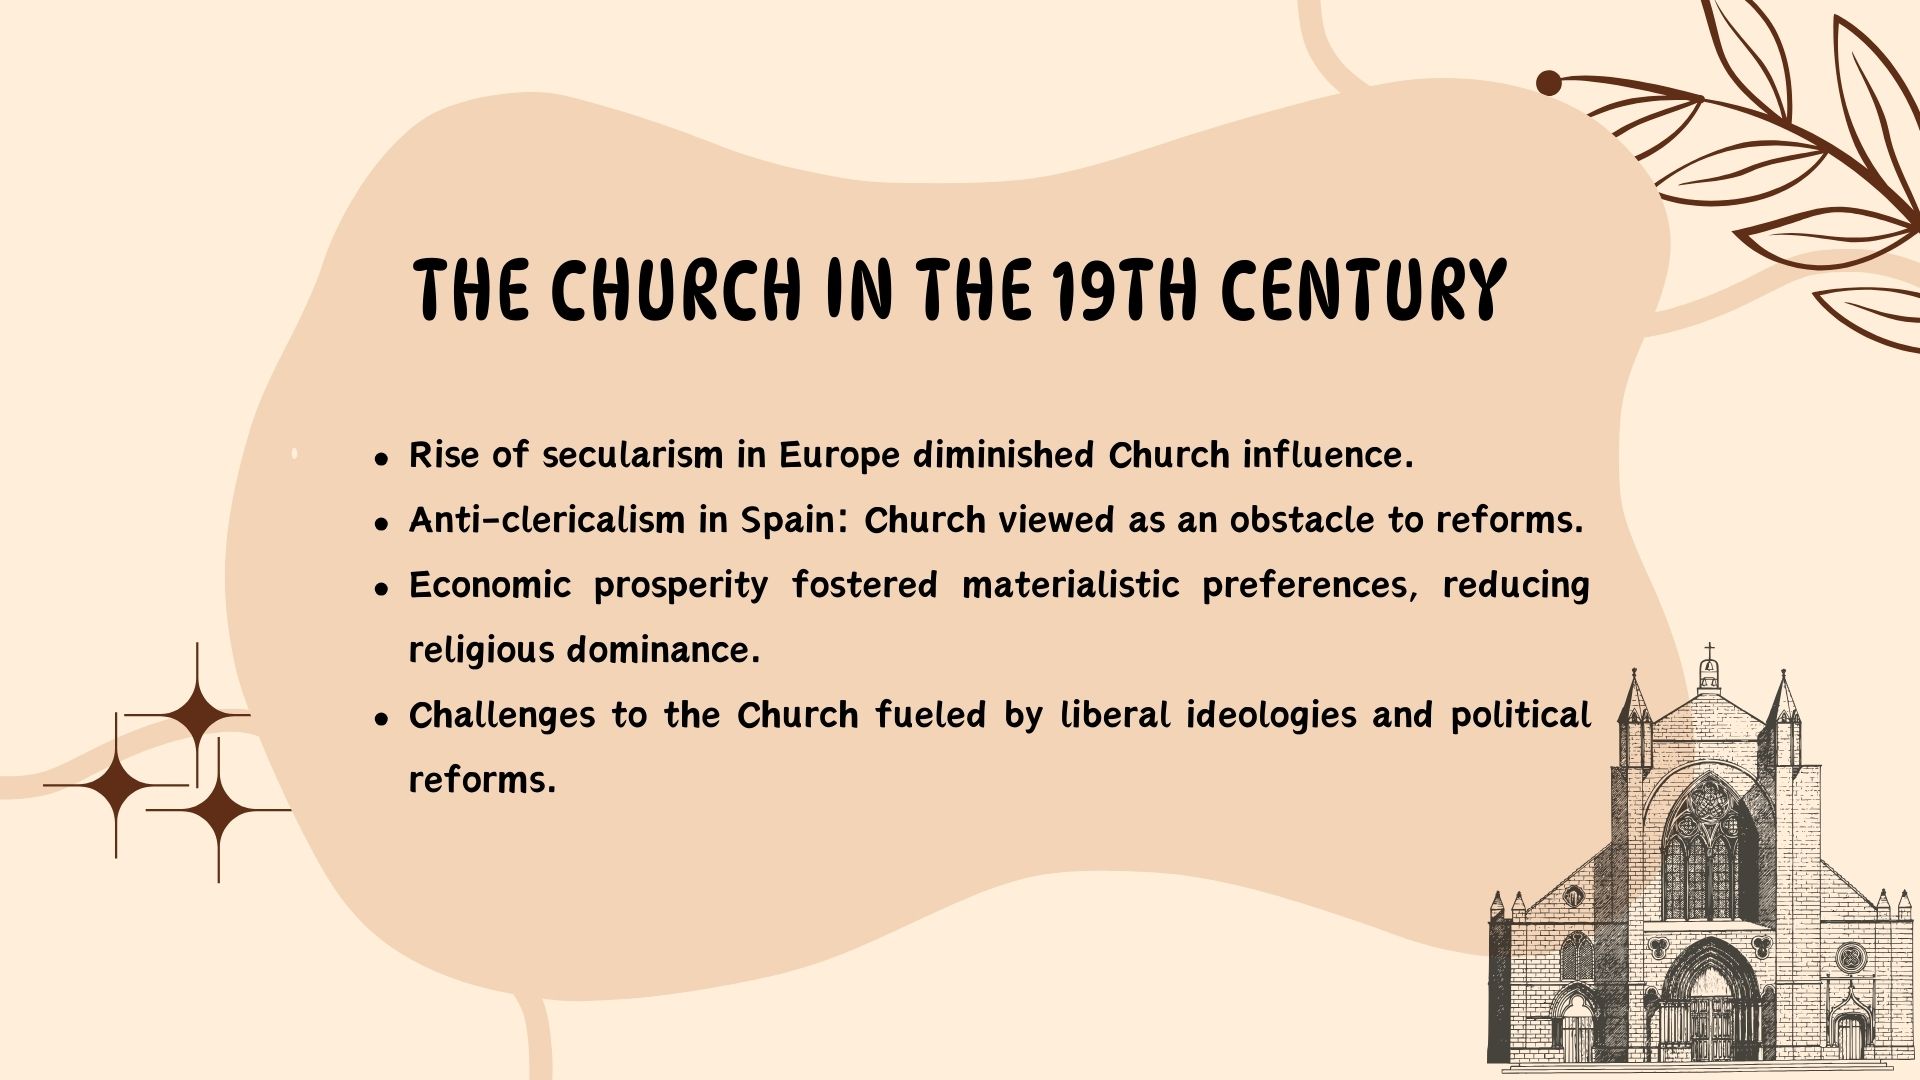 THE CHURCH IN THE 19TH CENTURY
• Rise of secularism in Europe diminished Church influence.
• Anti-clericalism in Spain: Church viewed as an obstacle to reforms.
• Economic prosperity fostered materialistic preferences, reducing
religious dominance.
• Challenges to the Church fueled by liberal ideologies and political
reforms.